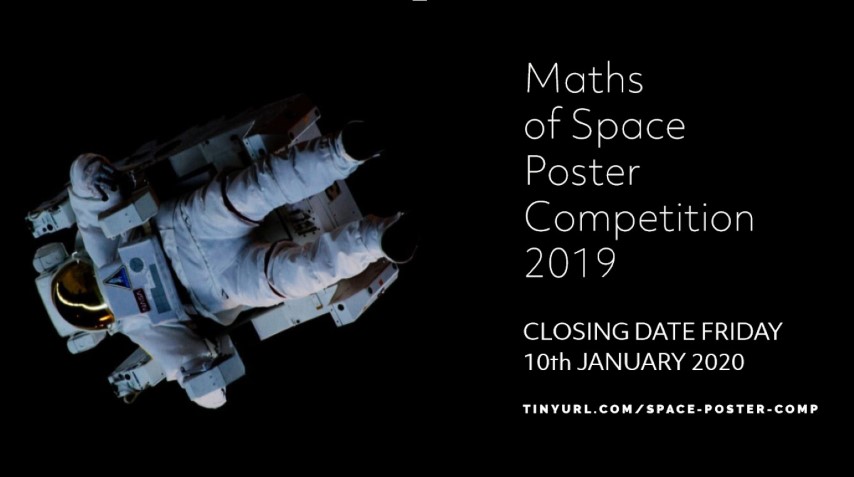 Maths
of Space
Poster
Competition
2019
CLOSING DATE FRIDAY
10th JANUARY 2020
TINYURL.COM/SPACE-POSTER-COMP